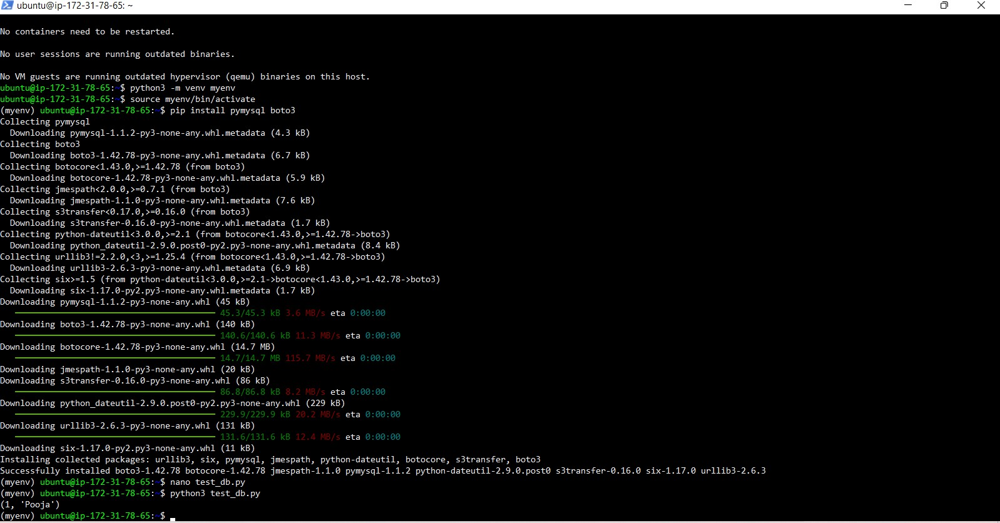 ubuntu@ip-172-31-78-65: ~
No containers need to be restarted.
No user sessions are running outdated binaries.
No VM guests are running outdated hypervisor (qemu) binaries on this host.
ubuntu@ip-172-31-78-65:~$ python3 -m venv myenv
ubuntu@ip-172-31-78-65:~$ source myenv/bin/activate
(myenv) ubuntu@ip-172-31-78-65:~$ pip install pymysql boto3
Collecting pymysql
  Downloading pymysql-1.1.2-py3-none-any.whl.metadata (4.3 kB)
Collecting boto3
  Downloading boto3-1.42.78-py3-none-any.whl.metadata (6.7 kB)
Collecting botocore<1.43.0,>=1.42.78 (from boto3)
  Downloading botocore-1.42.78-py3-none-any.whl.metadata (5.9 kB)
Collecting jmespath<2.0.0,>=0.7.1 (from boto3)
  Downloading jmespath-1.1.0-py3-none-any.whl.metadata (7.6 kB)
Collecting s3transfer<0.17.0,>=0.16.0 (from boto3)
  Downloading s3transfer-0.16.0-py3-none-any.whl.metadata (1.7 kB)
Collecting python-dateutil<3.0.0,>=2.1 (from botocore<1.43.0,>=1.42.78->boto3)
  Downloading python_dateutil-2.9.0.post0-py2.py3-none-any.whl.metadata (8.4 kB)
Collecting urllib3!=2.2.0,<3,>=1.25.4 (from botocore<1.43.0,>=1.42.78->boto3)
  Downloading urllib3-2.6.3-py3-none-any.whl.metadata (6.9 kB)
Collecting six>=1.5 (from python-dateutil<3.0.0,>=2.1->botocore<1.43.0,>=1.42.78->boto3)
  Downloading six-1.17.0-py2.py3-none-any.whl.metadata (1.7 kB)
Downloading pymysql-1.1.2-py3-none-any.whl (45 kB)
45.3/45.3 kB 3.6 MB/s eta 0:00:00
Downloading boto3-1.42.78-py3-none-any.whl (140 kB)
140.6/140.6 kB 11.3 MB/s eta 0:00:00
Downloading botocore-1.42.78-py3-none-any.whl (14.7 MB)
14.7/14.7 MB 115.7 MB/s eta 0:00:00
Downloading jmespath-1.1.0-py3-none-any.whl (20 kB)
Downloading s3transfer-0.16.0-py3-none-any.whl (86 kB)
86.8/86.8 kB 8.2 MB/s eta 0:00:00
Downloading python_dateutil-2.9.0.post0-py2.py3-none-any.whl (229 kB)
229.9/229.9 kB 20.2 MB/s eta 0:00:00
Downloading urllib3-2.6.3-py3-none-any.whl (131 kB)
131.6/131.6 kB 12.4 MB/s eta 0:00:00
Downloading six-1.17.0-py2.py3-none-any.whl (11 kB)
Installing collected packages: urllib3, six, pymysql, jmespath, python-dateutil, botocore, s3transfer, boto3
Successfully installed boto3-1.42.78 botocore-1.42.78 jmespath-1.1.0 pymysql-1.1.2 python-dateutil-2.9.0.post0 s3transfer-0.16.0 six-1.17.0 urllib3-2.6.3
(myenv) ubuntu@ip-172-31-78-65:~$ nano test_db.py
(myenv) ubuntu@ip-172-31-78-65:~$ python3 test_db.py
(1, 'Pooja')
(myenv) ubuntu@ip-172-31-78-65:~$